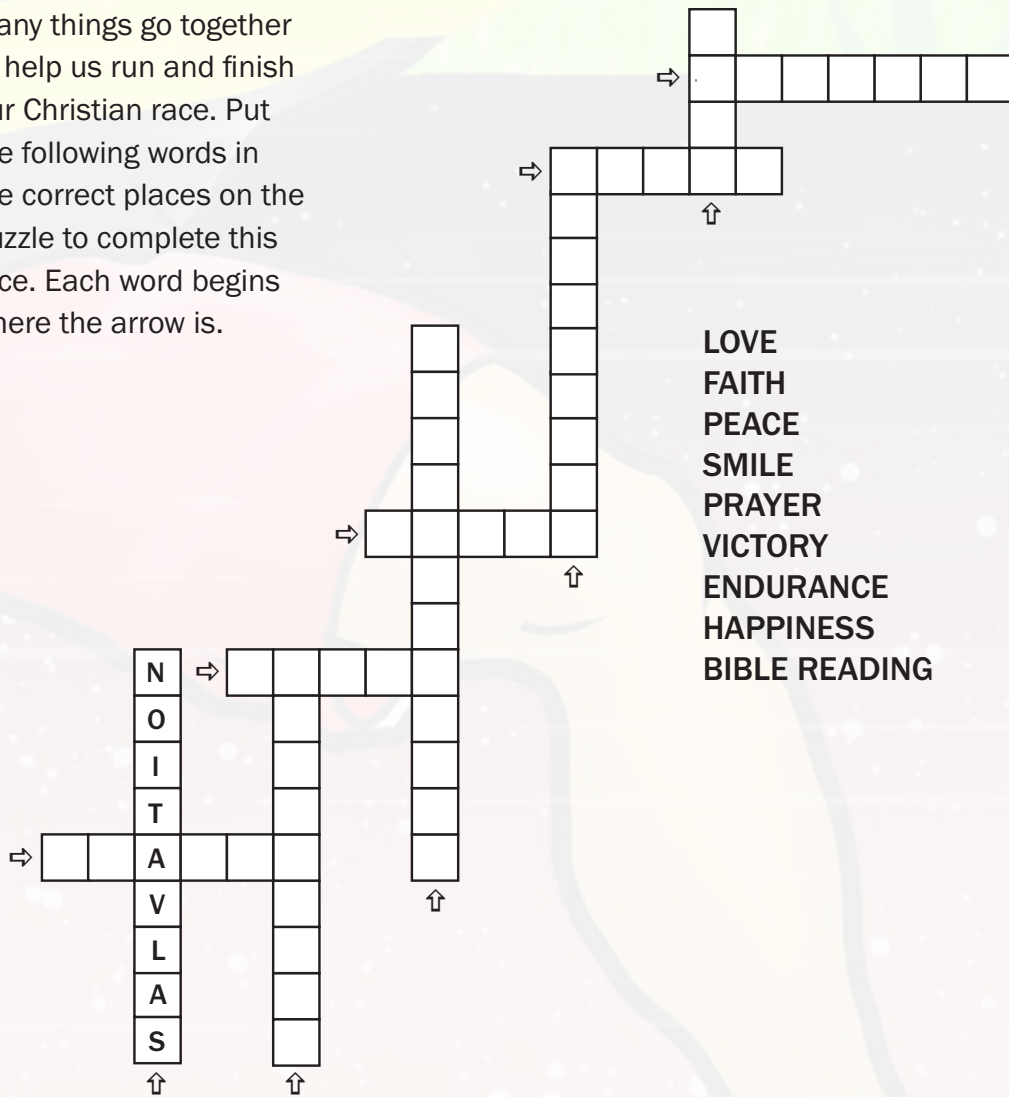 any things go together
help us run and finish
r Christian race. Put
e following words in
e correct places on the
zzle to complete this
ce. Each word begins
here the arrow is.
LOVE
FAITH
PEACE
SMILE
PRAYER
VICTORY
ENDURANCE
HAPPINESS
BIBLE READING
N
O
I
T
A
V
L
A
S